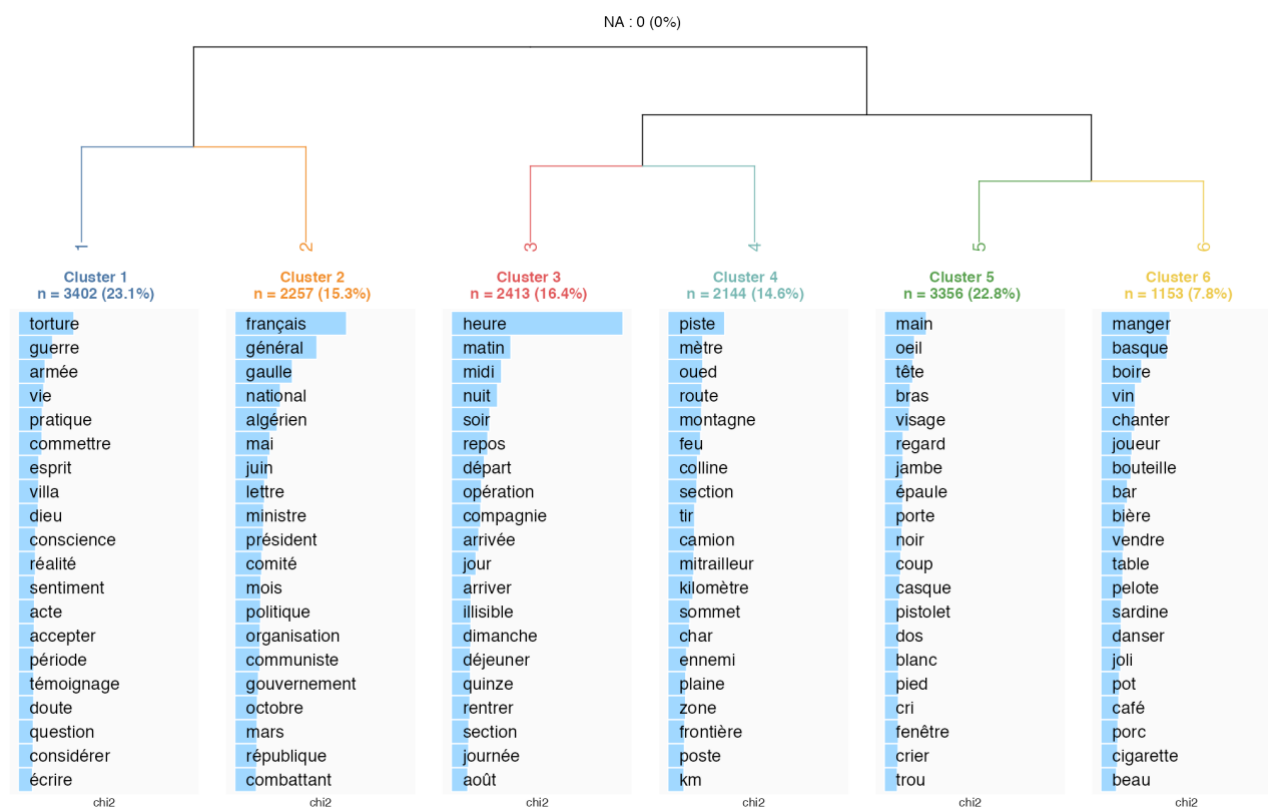 NA : 0 (0%)
1
2
3
4
5
6
Cluster 1
n = 3402 (23.1%)
torture
guerre
armée
vie
pratique
commettre
esprit
villa
dieu
conscience
réalité
sentiment
acte
accepter
période
témoignage
doute
question
considérer
écrire
chi2
Cluster 2
n = 2257 (15.3%)
français
général
gaulle
national
algérien
mai
juin
lettre
ministre
président
comité
mois
politique
organisation
communiste
gouvernement
octobre
mars
république
combattant
chi2
Cluster 3
n = 2413 (16.4%)
heure
matin
midi
nuit
soir
repos
départ
opération
compagnie
arrivée
jour
arriver
illisible
dimanche
déjeuner
quinze
rentrer
section
journée
août
chi2
Cluster 4
n = 2144 (14.6%)
piste
mètre
oued
route
montagne
feu
colline
section
tir
camion
mitrailleur
kilomètre
sommet
char
ennemi
plaine
zone
frontière
poste
km
chi2
Cluster 5
n = 3356 (22.8%)
main
oeil
tête
bras
visage
regard
jambe
épaule
porte
noir
coup
casque
pistolet
dos
blanc
pied
cri
fenêtre
crier
trou
chi2
Cluster 6
n = 1153 (7.8%)
manger
basque
boire
vin
chanter
joueur
bouteille
bar
bière
vendre
table
pelote
sardine
danser
joli
pot
café
porc
cigarette
beau
chi2